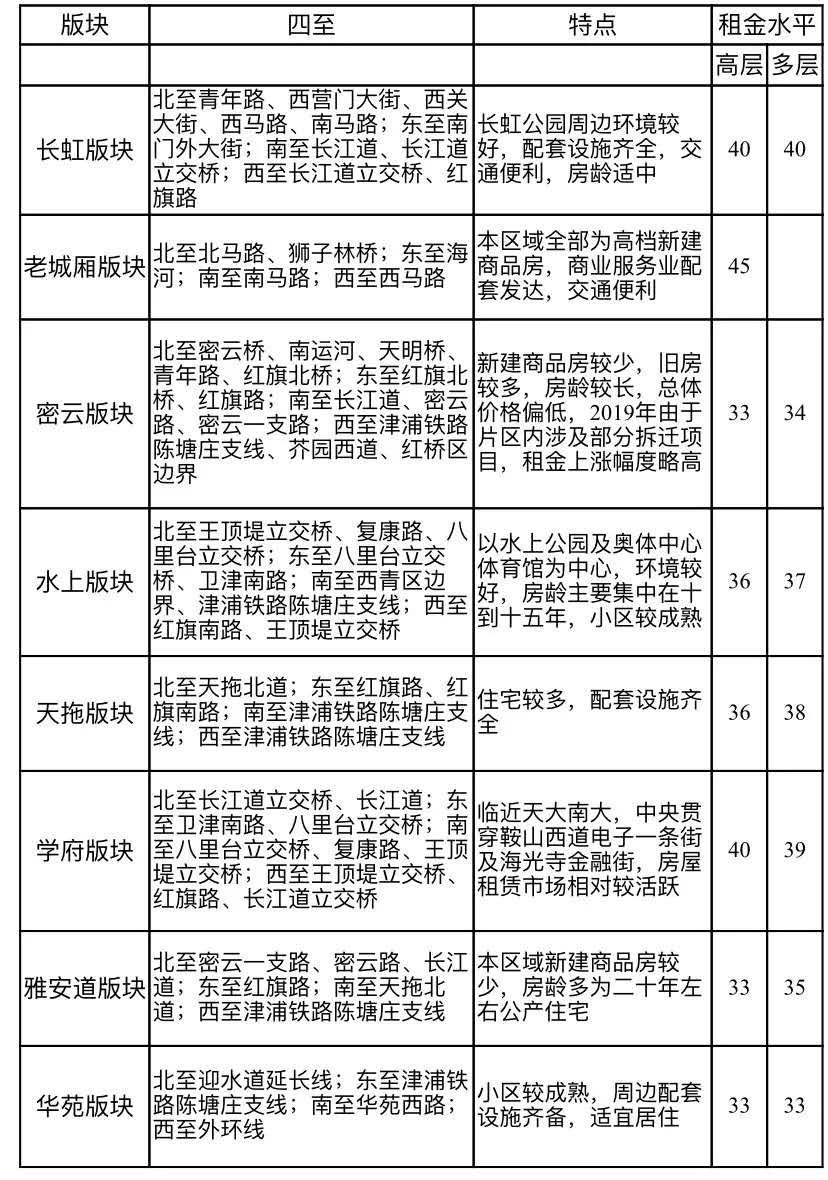 版块 四至 特点 租金水平
高层 多层
长虹版块
北至青年路、西营门大街、西关
大街、西马路、南马路；东至南
门外大街；南至长江道、长江道
立交桥；西至长江道立交桥、红
旗路
长虹公园周边环境较
好，配套设施齐全，交
通便利，房龄适中
40 40
老城厢版块
北至北马路、狮子林桥；东至海
河；南至南马路；西至西马路
本区域全部为高档新建
商品房，商业服务业配
套发达，交通便利
45
密云版块
北至密云桥、南运河、天明桥、
青年路、红旗北桥；东至红旗北
桥、红旗路；南至长江道、密云
路、密云一支路；西至津浦铁路
陈塘庄支线、芥园西道、红桥区
边界
新建商品房较少，旧房
较多，房龄较长，总体
价格偏低，2019年由于
片区内涉及部分拆迁项
目，租金上涨幅度略高
33 34
水上版块
北至王顶堤立交桥、复康路、八
里台立交桥；东至八里台立交
桥、卫津南路；南至西青区边
界、津浦铁路陈塘庄支线；西至
红旗南路、王顶堤立交桥
以水上公园及奥体中心
体育馆为中心，环境较
好，房龄主要集中在十
到十五年，小区较成熟
36 37
天拖版块
北至天拖北道；东至红旗路、红
旗南路；南至津浦铁路陈塘庄支
线；西至津浦铁路陈塘庄支线
住宅较多，配套设施齐
全
36 38
学府版块
北至长江道立交桥、长江道；东
至卫津南路、八里台立交桥；南
至八里台立交桥、复康路、王顶
堤立交桥；西至王顶堤立交桥、
红旗路、长江道立交桥
临近天大南大，中央贯
穿鞍山西道电子一条街
及海光寺金融街，房屋
租赁市场相对较活跃
40 39
雅安道版块
北至密云一支路、密云路、长江
道；东至红旗路；南至天拖北
道；西至津浦铁路陈塘庄支线
本区域新建商品房较
少，房龄多为二十年左
右公产住宅
33 35
华苑版块
北至迎水道延长线；东至津浦铁
路陈塘庄支线；南至华苑西路；
西至外环线
小区较成熟，周边配套
设施齐备，适宜居住
33 33